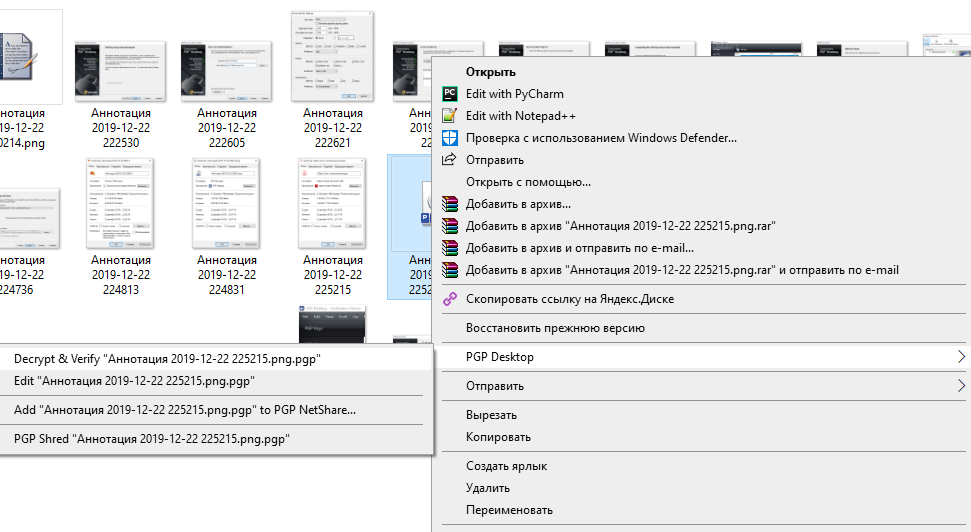 нотация
19-12-22
0214.png
Аннотация
2019-12-22
222530
Аннотация
2019-12-22
222605
Аннотация
2019-12-22
222621
Анн
2019-
22
нотация
19-12-22
224736
Аннотация
2019-12-22
224813
Аннотация
2019-12-22
224831
Аннотация
2019-12-22
225215
Анн
2019-
2252
Открыть
Edit with PyCharm
Edit with Notepad++
Проверка с использованием Windows Defender...
Отправить
Открыть с помощью...
Добавить в архив...
Добавить в архив "Аннотация 2019-12-22 225215.png.rar"
Добавить в архив и отправить по e-mail...
Добавить в архив "Аннотация 2019-12-22 225215.png.rar" и отправить по e-mail
Скопировать ссылку на Яндекс.Диске
Восстановить прежнюю версию
PGP Desktop
Отправить
Вырезать
Копировать
Создать ярлык
Удалить
Переименовать
Decrypt & Verify "Аннотация 2019-12-22 225215.png.pgp"
Edit "Аннотация 2019-12-22 225215.png.pgp"
Add "Аннотация 2019-12-22 225215.png.pgp" to PGP NetShare...
PGP Shred "Аннотация 2019-12-22 225215.png.pgp"